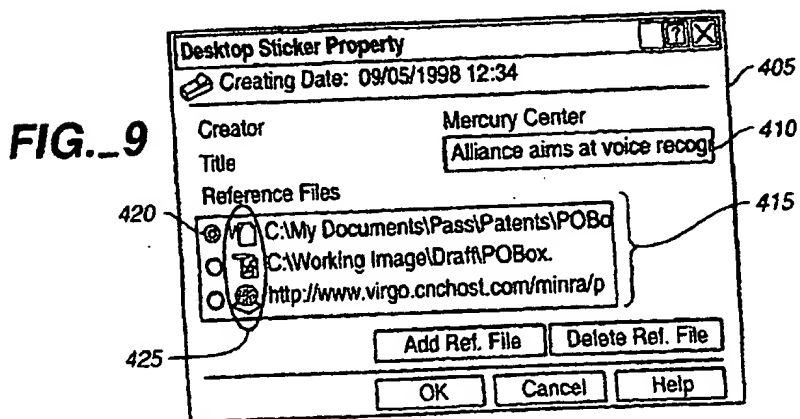 Desktop Sticker Property ?
Creating Date: 09/05/1998 12:34
405
FIG._9
Creator Mercury Center
410
Title Alliance aims at voice recogr
Reference Files
420
415
C:\My Documents\Pass\Patents\POBo
C:\Working Image\Draft\POBox.
http://www.virgo.cnchost.com/minra/p
425
Add Ref. File Delete Ref. File
OK Cancel Help